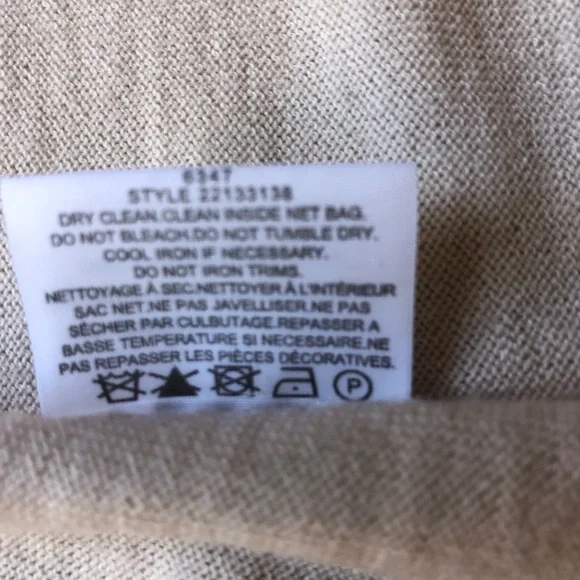 6347
STYLE 22133138
DRY CLEAN.CLEAN INSIDE NET BAG.
DO NOT BLEACH.DO NOT TUMBLE DRY.
COOL IRON IF NECESSARY.
DO NOT IRON TRIMS.
NETTOYAGE À SEC.NETTOYER À L'INTÉRIEUR
SAC NET.NE PAS JAVELLISER.NE PAS
SÉCHER PAR CULBUTAGE.REPASSER A
BASSE TEMPERATURE SI NÉCESSAIRE.
NE PAS REPASSER LES PIÈCES DÉCORATIVES.
P